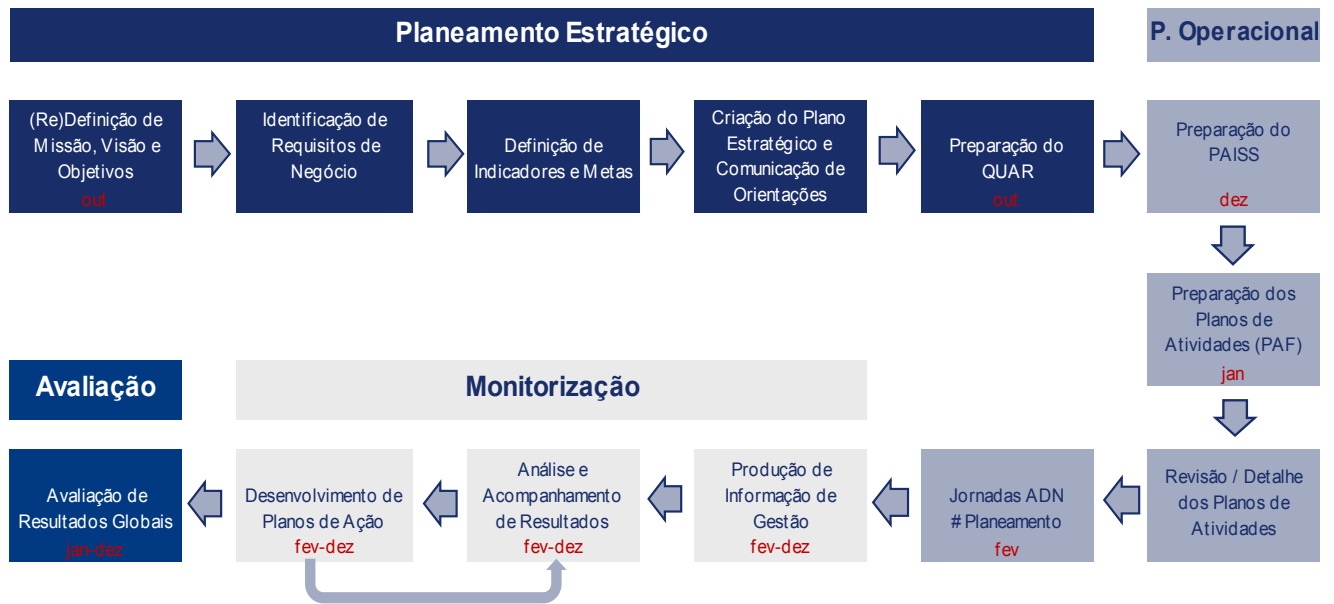 Planeamento Estratégico
P. Operacional
(Re)Definição de
Missão, Visão e
Objetivos
out
Identificação de
Requisitos de
Negócio
Definição de
Indicadores e Metas
Criação do Plano
Estratégico e
Comunicação de
Orientações
Preparação do
QUAR
out
Preparação do
PAISS
dez
Preparação dos
Planos de
Atividades (PAF)
jan
Avaliação
Monitorização
Avaliação de
Resultados Globais
jan-dez
Desenvolvimento de
Planos de Ação
fev-dez
Análise e
Acompanhamento
de Resultados
fev-dez
Produção de
Informação de
Gestão
fev-dez
Jornadas ADN
# Planeamento
fev
Revisão / Detalhe
dos Planos de
Atividades